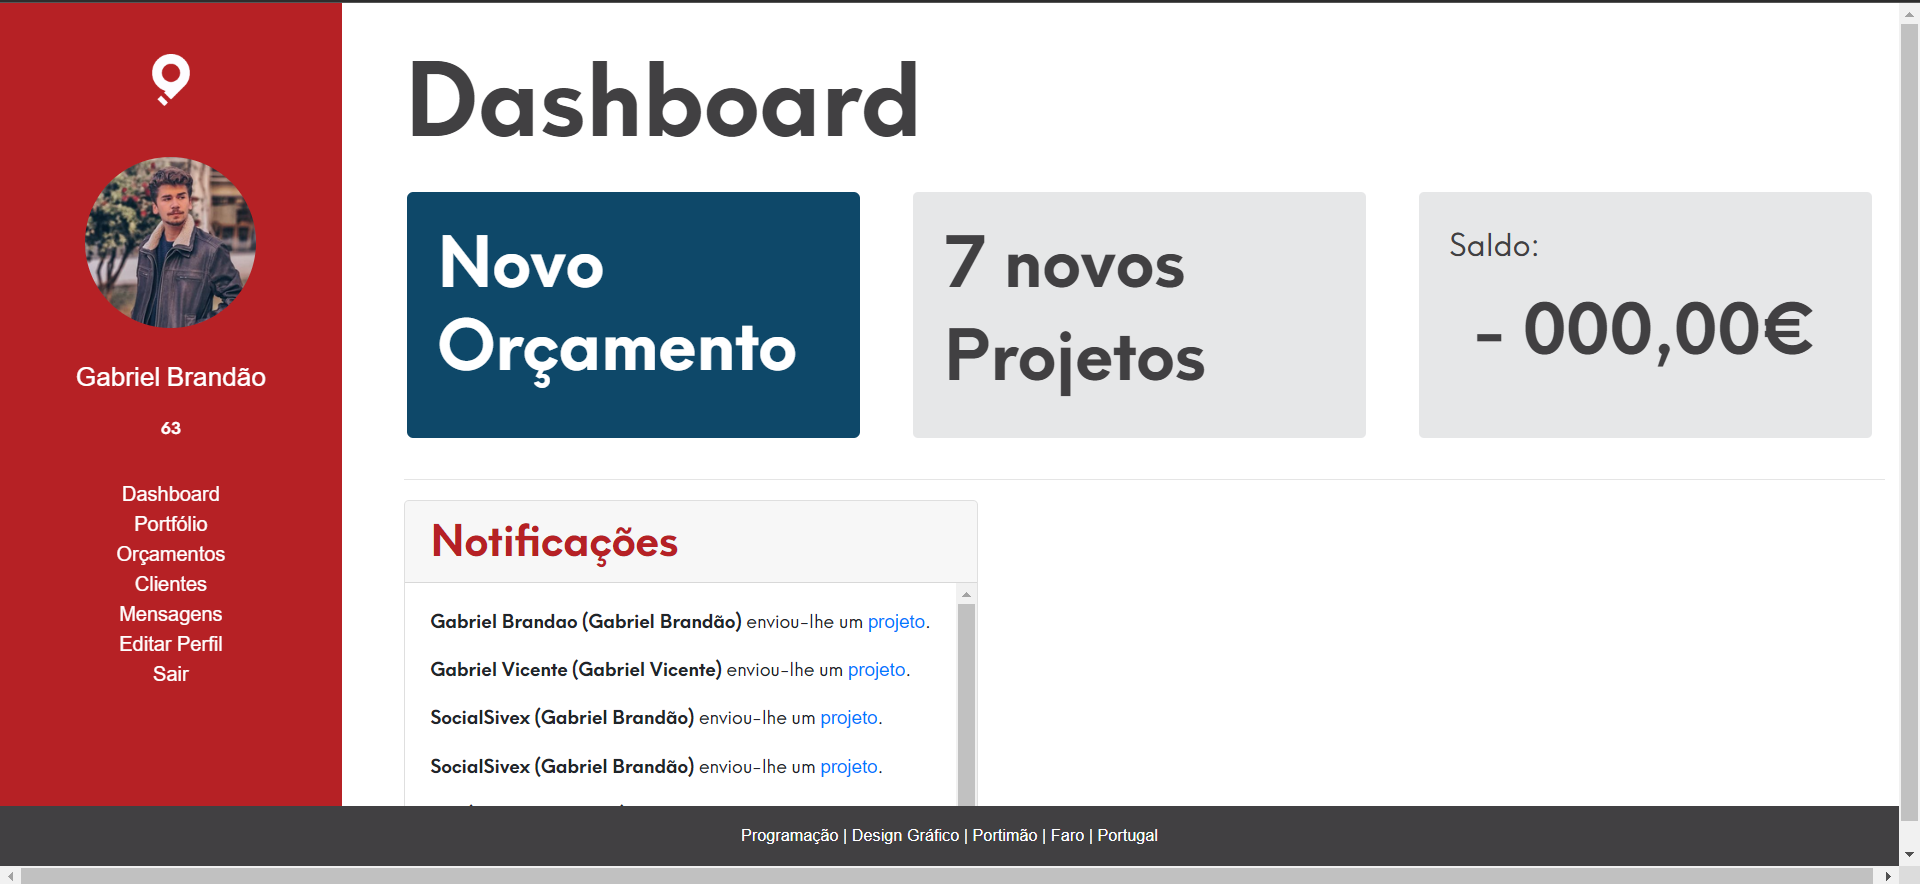 Dashboard
Gabriel Brandão
63
Dashboard
Portfólio
Orçamentos
Clientes
Mensagens
Editar Perfil
Sair
Novo
Orçamento
7 novos
Projetos
Saldo:
- 000,00€
Notificações
Gabriel Brandao (Gabriel Brandão) enviou-lhe um projeto.
Gabriel Vicente (Gabriel Vicente) enviou-lhe um projeto.
SocialSivex (Gabriel Brandão) enviou-lhe um projeto.
SocialSivex (Gabriel Brandão) enviou-lhe um projeto.
Programação | Design Gráfico | Portimão | Faro | Portugal